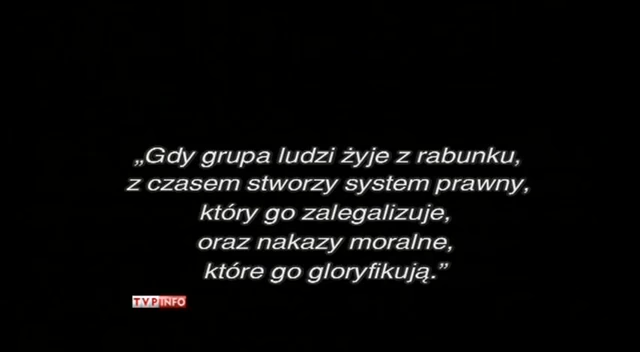 „Gdy grupa ludzi żyje z rabunku,
z czasem stworzy system prawny,
który go zalegalizuje,
oraz nakazy moralne,
które go gloryfikują.”
TVP INFO